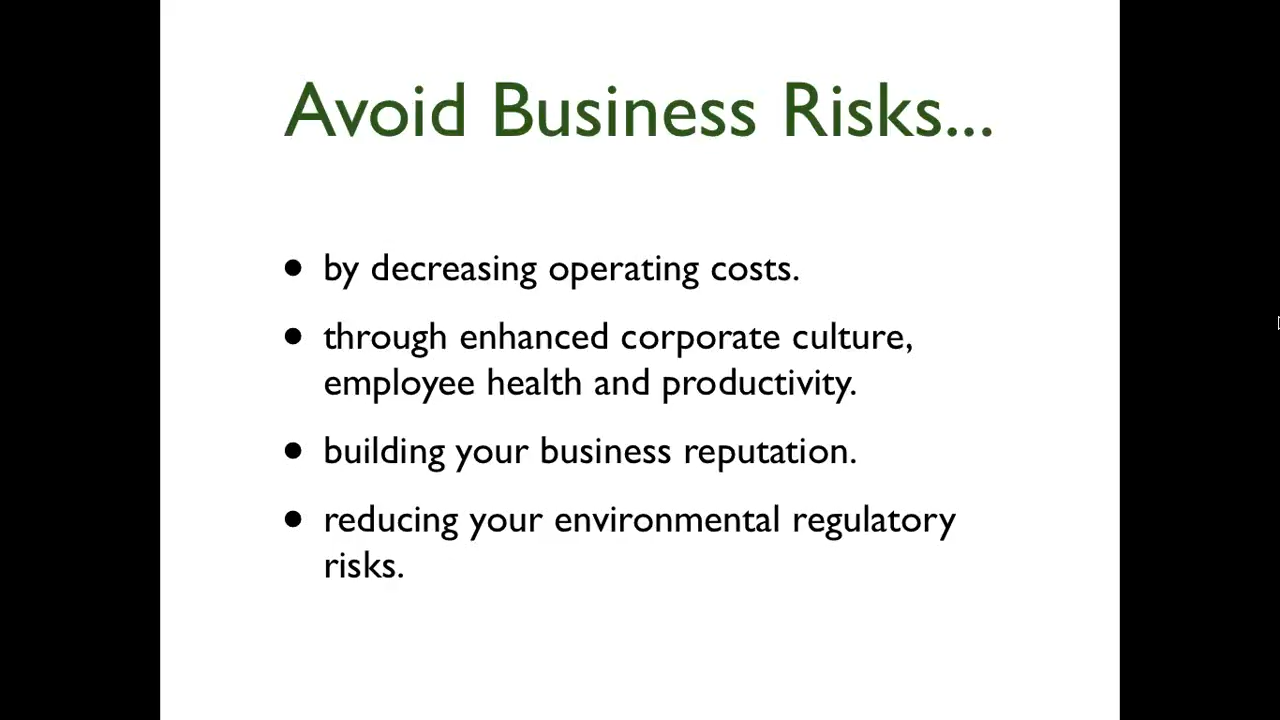 Avoid Business Risks...
• by decreasing operating costs.
• through enhanced corporate culture,
employee health and productivity.
• building your business reputation.
• reducing your environmental regulatory
risks.